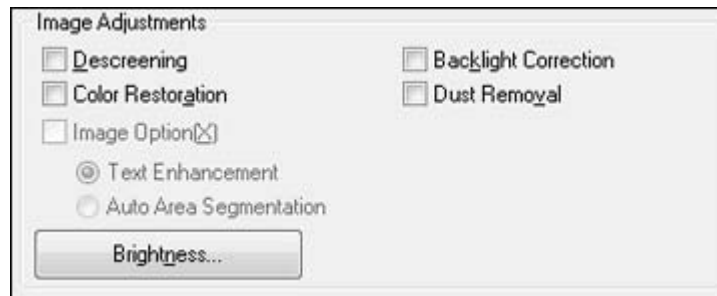 Image Adjustments
Descreening
Backlight Correction
Color Restoration
Dust Removal
Image Option(X)
Text Enhancement
Auto Area Segmentation
Brightness...